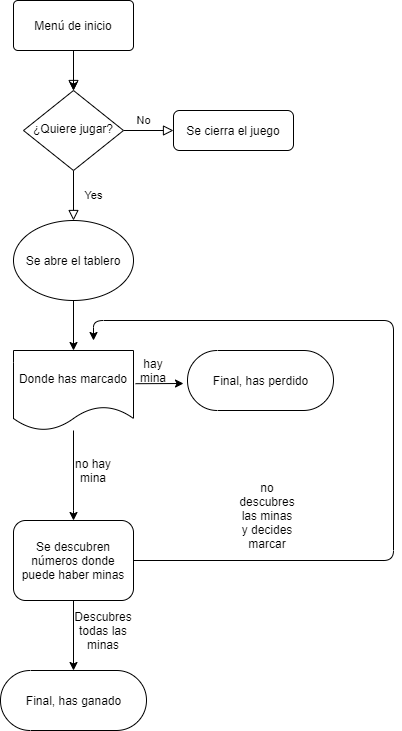 Menú de inicio
¿Quiere jugar?
No
Se cierra el juego
Yes
Se abre el tablero
Donde has marcado
hay
mina
Final, has perdido
no hay
mina
no
descubres
las minas
y decides
marcar
Se descubren
números donde
puede haber minas
Descubres
todas las
minas
Final, has ganado